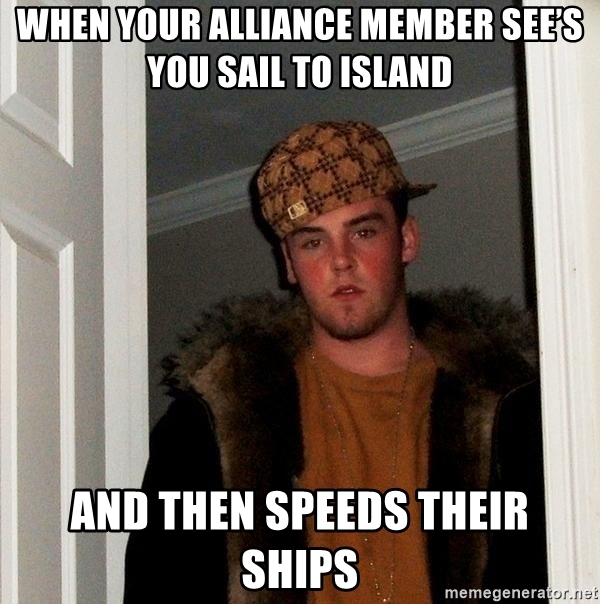 WHEN YOUR ALLIANCE MEMBER SEE'S
YOU SAIL TO ISLAND
AND THEN SPEEDS THEIR
SHIPS
memegenerator.net